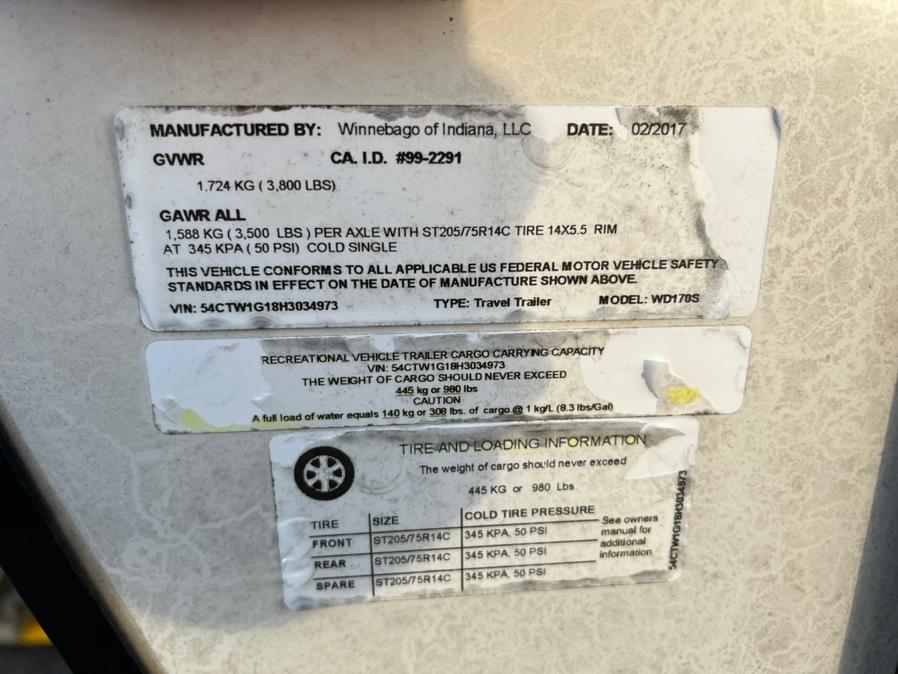 MANUFACTURED BY: Winnebago of Indiana, LLC DATE: 02/2017
GVWR CA. I.D. #99-2291
1,724 KG ( 3,800 LBS)
GAWR ALL
1,588 KG ( 3,500 LBS ) PER AXLE WITH ST205/75R14C TIRE 14X5.5 RIM
AT 345 KPA ( 50 PSI ) COLD SINGLE
THIS VEHICLE CONFORMS TO ALL APPLICABLE US FEDERAL MOTOR VEHICLE SAFETY
STANDARDS IN EFFECT ON THE DATE OF MANUFACTURE SHOWN ABOVE.
VIN: 54CTW1G18H3034973 TYPE: Travel Trailer MODEL: WD170S
RECREATIONAL VEHICLE TRAILER CARGO CARRYING CAPACITY
VIN: 54CTW1G18H3034973
THE WEIGHT OF CARGO SHOULD NEVER EXCEED
445 kg or 980 lbs
CAUTION
A full load of water equals 140 kg or 308 lbs. of cargo @ 1 kg/L (8.3 lbs/Gal)
TIRE AND LOADING INFORMATION
The weight of cargo should never exceed
445 KG or 980 Lbs
TIRE SIZE COLD TIRE PRESSURE
FRONT ST205/75R14C 345 KPA, 50 PSI
REAR ST205/75R14C 345 KPA, 50 PSI
SPARE ST205/75R14C 345 KPA, 50 PSI
See owners
manual for
additional
information
54CTW1G18H3034973